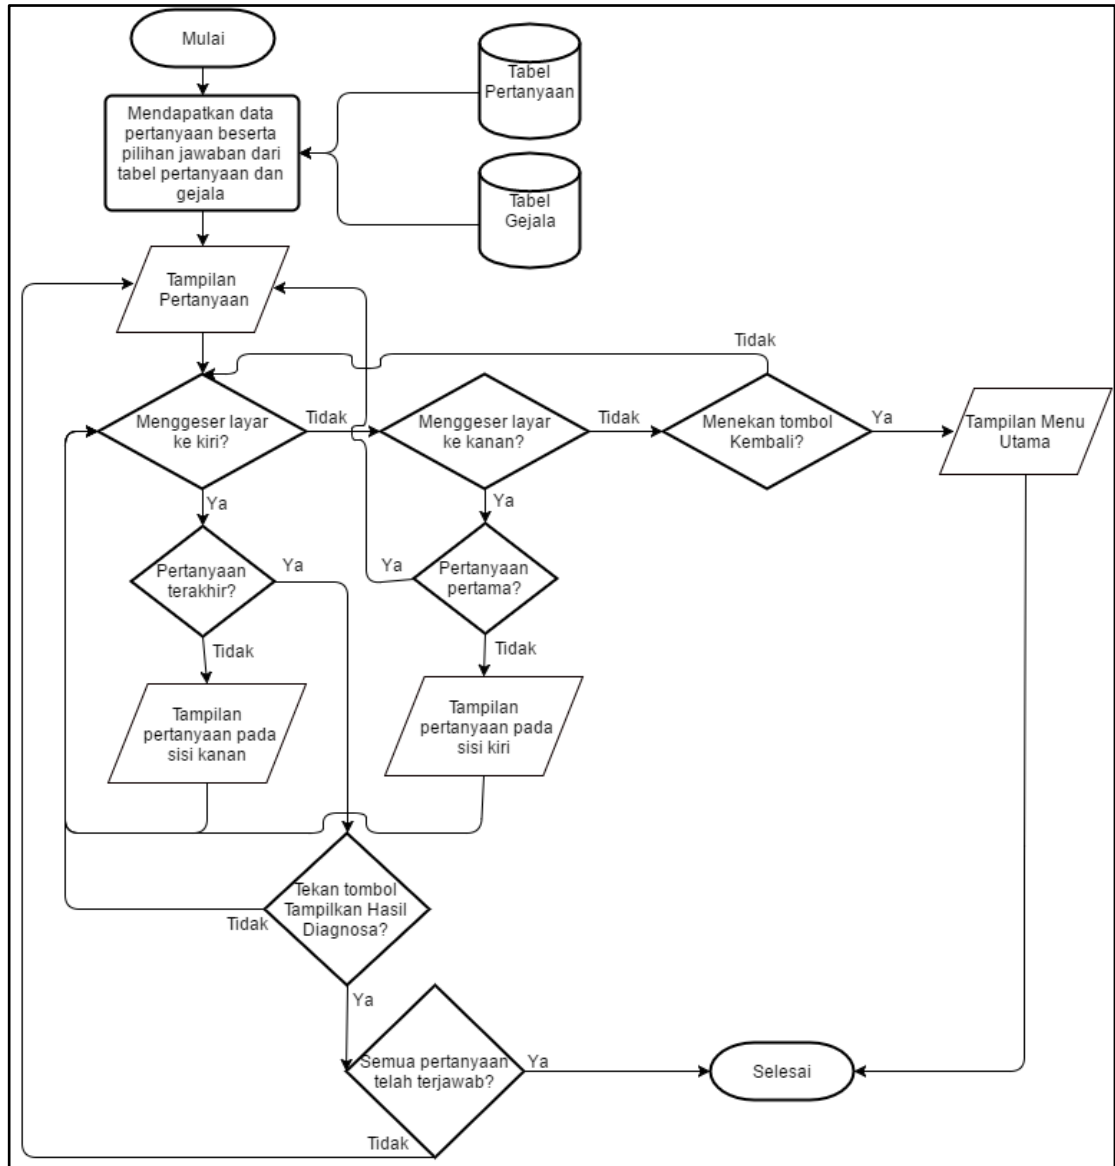 Mulai
Tabel
Pertanyaan
Mendapatkan data
pertanyaan beserta
pilihan jawaban dari
tabel pertanyaan dan
gejala
Tabel
Gejala
Tampilan
Pertanyaan
Tidak
Menggeser layar
ke kiri?
Tidak
Menggeser layar
ke kanan?
Tidak
Menekan tombol
Kembali?
Ya
Tampilan Menu
Utama
Ya
Ya
Pertanyaan
terakhir?
Ya
Ya
Pertanyaan
pertama?
Tidak
Tidak
Tampilan
pertanyaan pada
sisi kanan
Tampilan
pertanyaan pada
sisi kiri
Tekan tombol
Tampilkan Hasil
Diagnosa?
Tidak
Ya
Semua pertanyaan
telah terjawab?
Ya
Selesai
Tidak